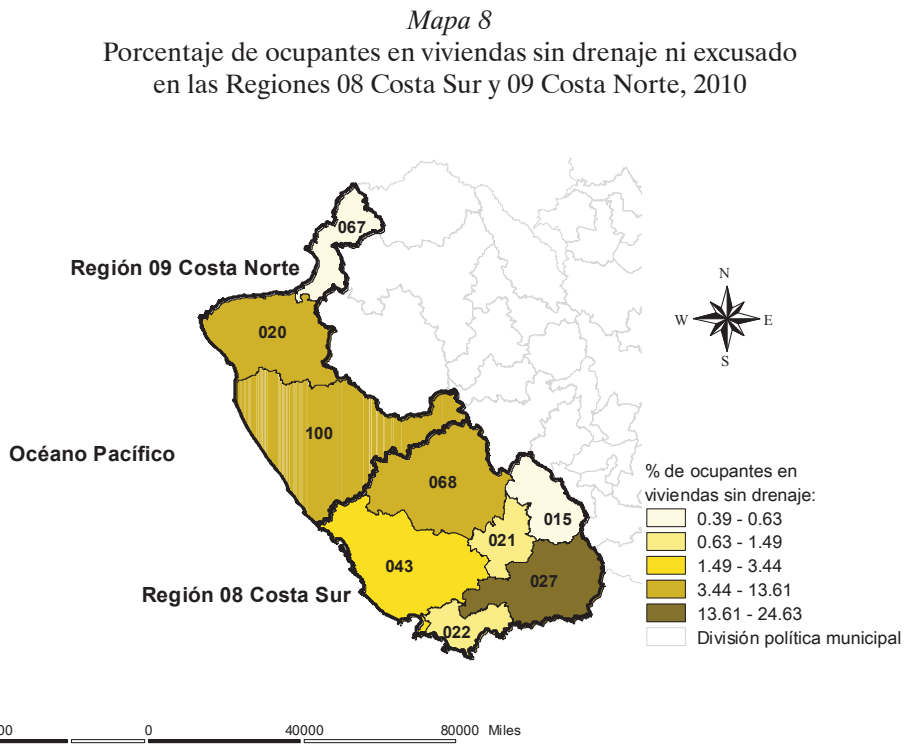 Mapa 8
Porcentaje de ocupantes en viviendas sin drenaje ni excusado
en las Regiones 08 Costa Sur y 09 Costa Norte, 2010
067
Región 09 Costa Norte
N
W
E
S
020
100
Océano Pacífico
068
015
021
043
027
Región 08 Costa Sur
022
% de ocupantes en
viviendas sin drenaje:
0.39 - 0.63
0.63 - 1.49
1.49 - 3.44
3.44 - 13.61
13.61 - 24.63
División política municipal
00
0
40000
80000 Miles